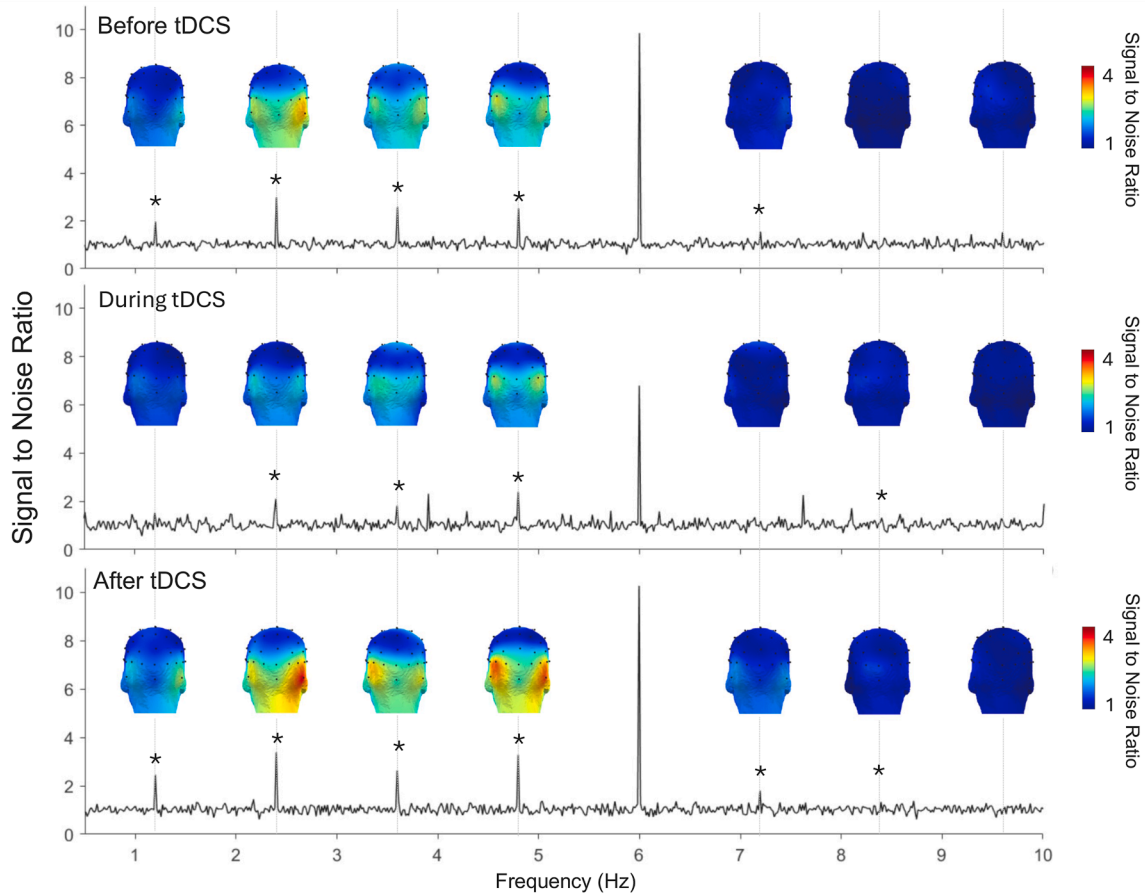 Before tDCS
10
8
6
4
2
0
* * * * *
4
1
Signal to Noise Ratio
During tDCS
10
8
6
4
2
0
* * * *
4
1
Signal to Noise Ratio
Signal to Noise Ratio
After tDCS
10
8
6
4
2
0
* * * * * *
4
1
Signal to Noise Ratio
1 2 3 4 5 6 7 8 9 10
Frequency (Hz)